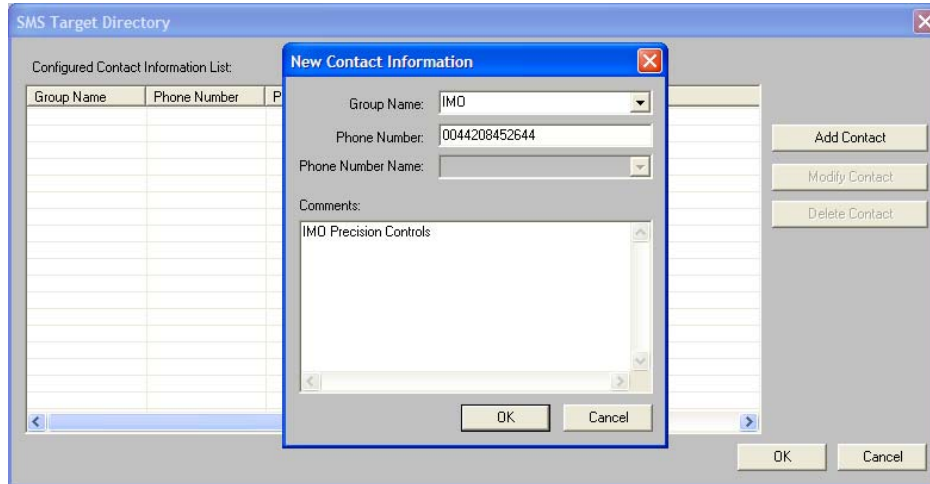 SMS Target Directory
Configured Contact Information List:
Group Name Phone Number P
New Contact Information
Group Name: IMO
Phone Number: 0044208452644
Phone Number Name:
Comments:
IMO Precision Controls
OK Cancel
Add Contact
Modify Contact
Delete Contact
OK Cancel